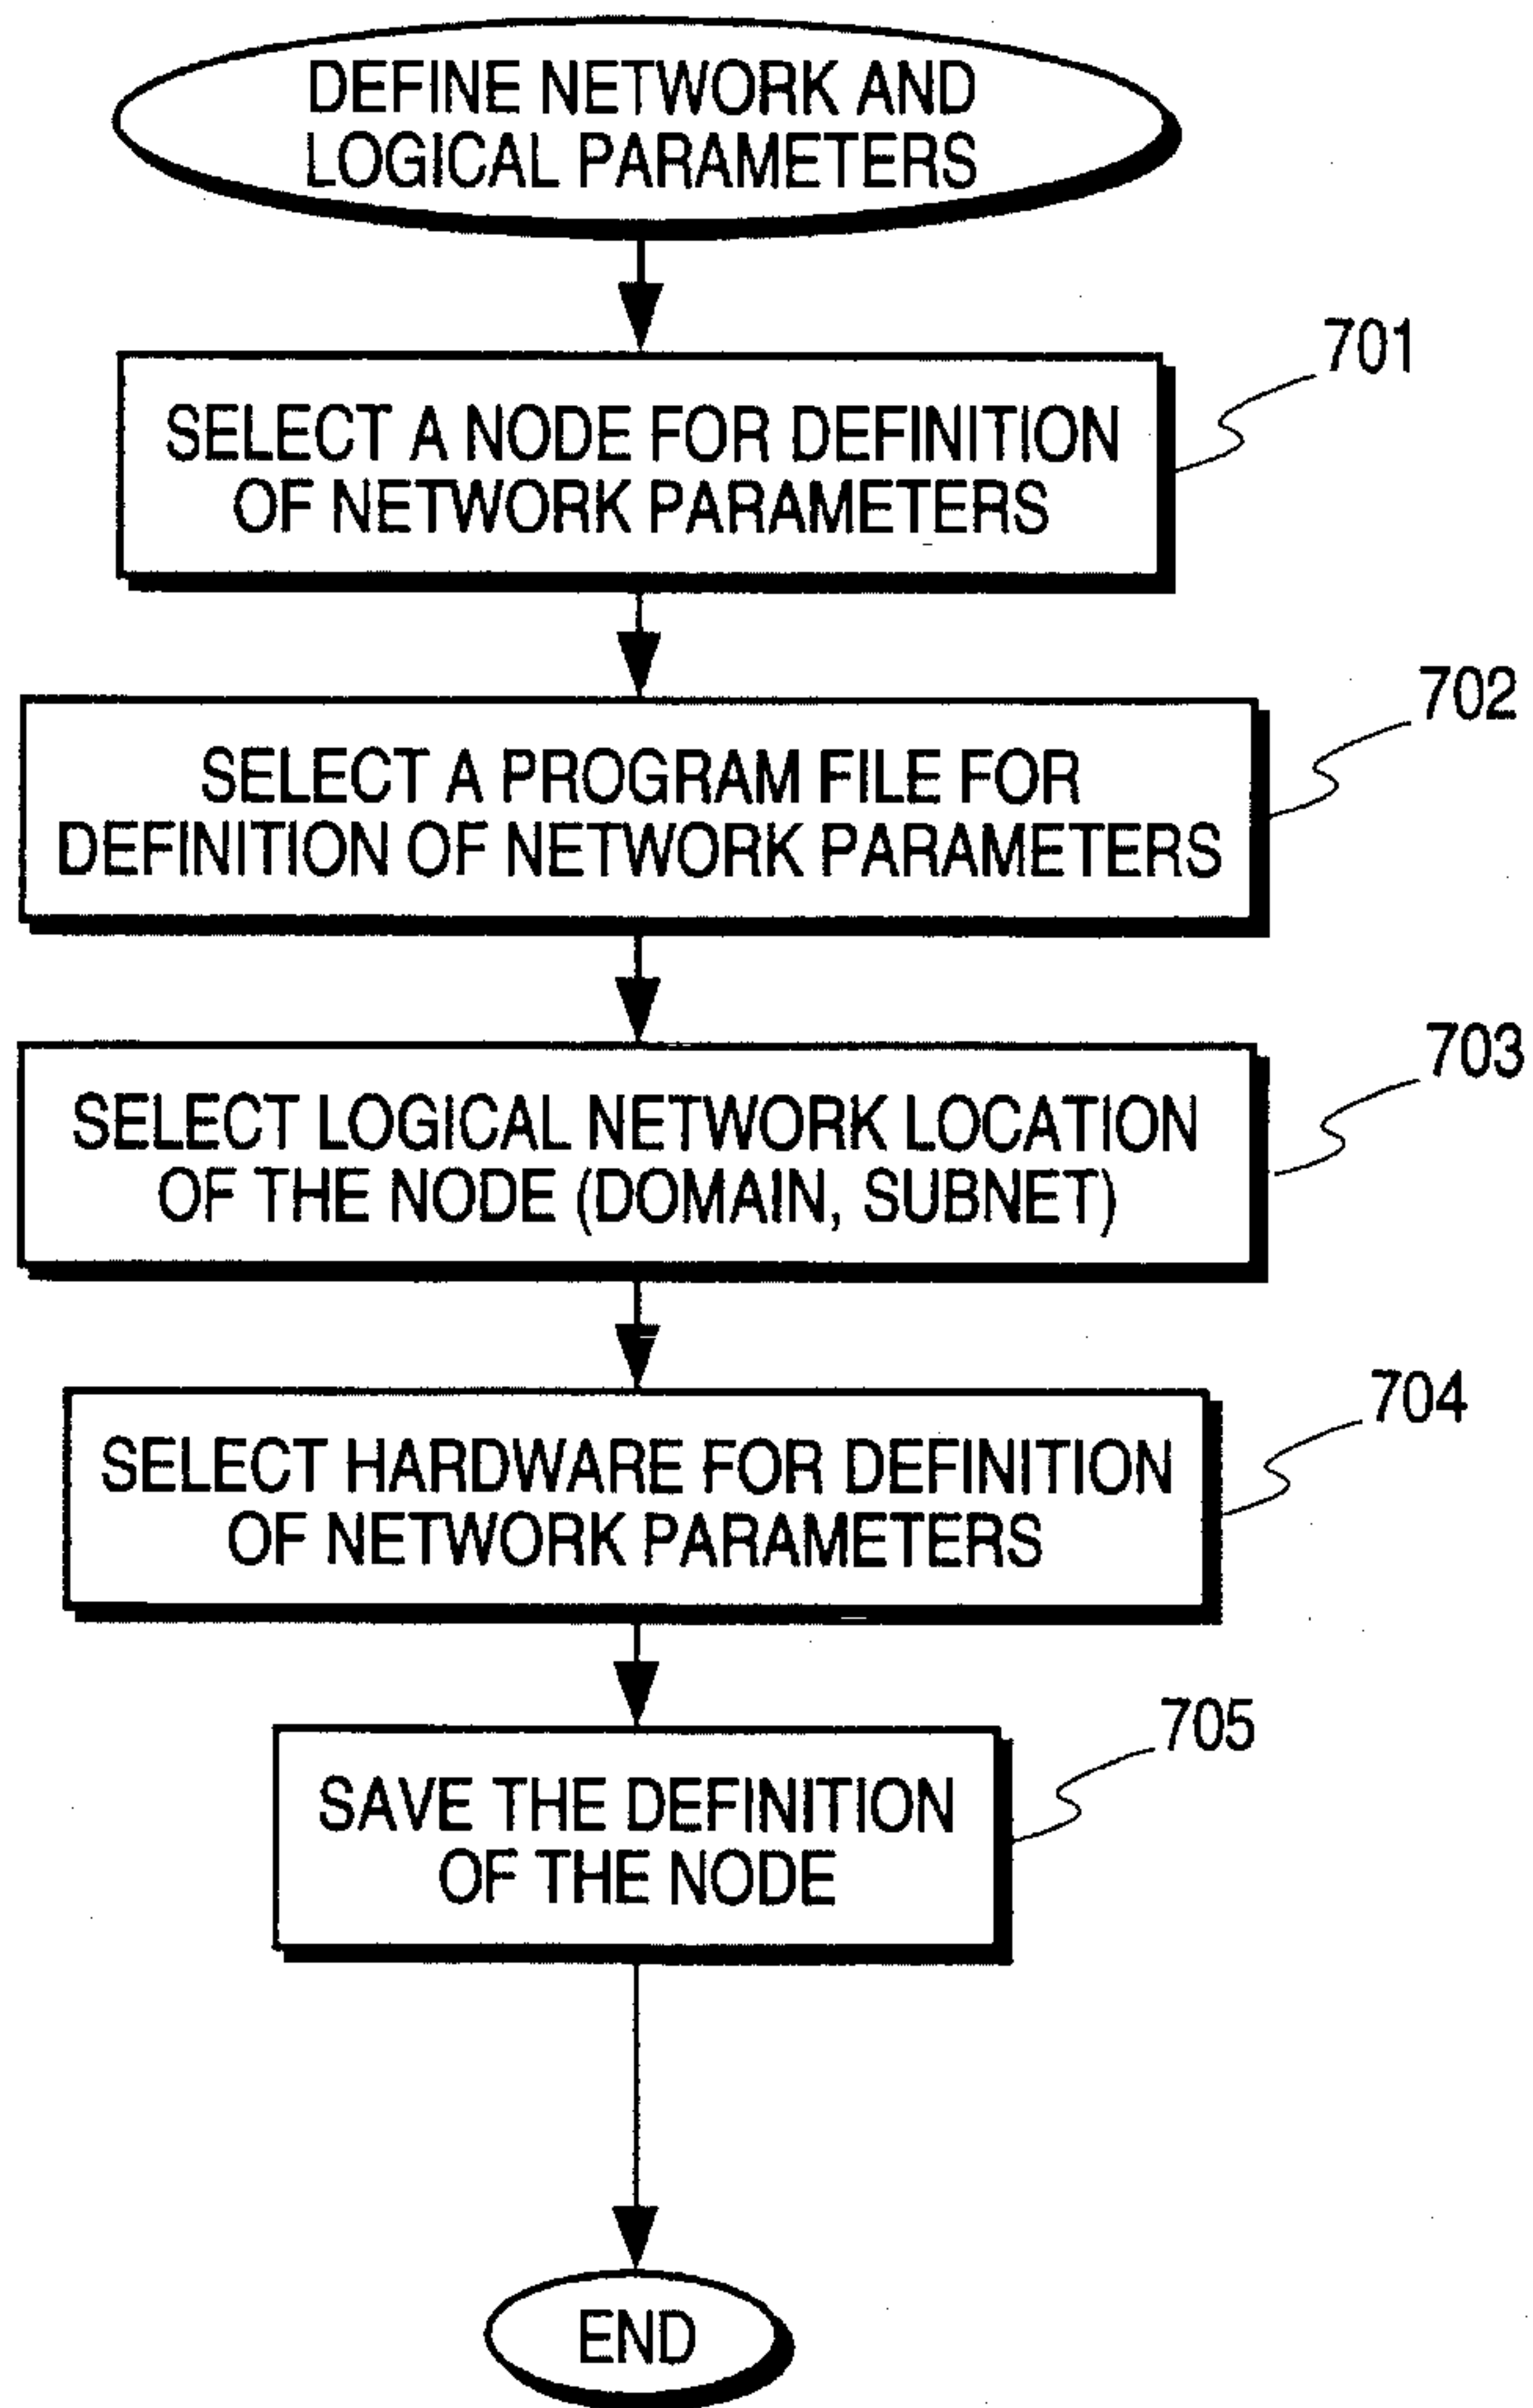 DEFINE NETWORK AND
LOGICAL PARAMETERS
701
SELECT A NODE FOR DEFINITION
OF NETWORK PARAMETERS
702
SELECT A PROGRAM FILE FOR
DEFINITION OF NETWORK PARAMETERS
703
SELECT LOGICAL NETWORK LOCATION
OF THE NODE (DOMAIN, SUBNET)
704
SELECT HARDWARE FOR DEFINITION
OF NETWORK PARAMETERS
705
SAVE THE DEFINITION
OF THE NODE
END